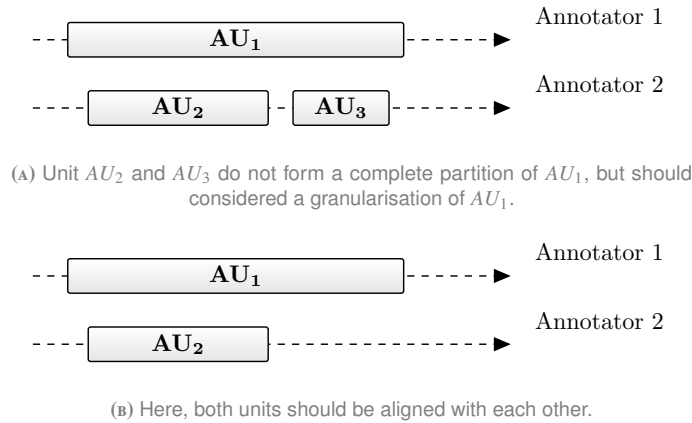 Annotator 1
AU₁
Annotator 2
AU₂ AU₃
(A) Unit AU₂ and AU₃ do not form a complete partition of AU₁, but should
considered a granularisation of AU₁.
Annotator 1
AU₁
Annotator 2
AU₂
(B) Here, both units should be aligned with each other.